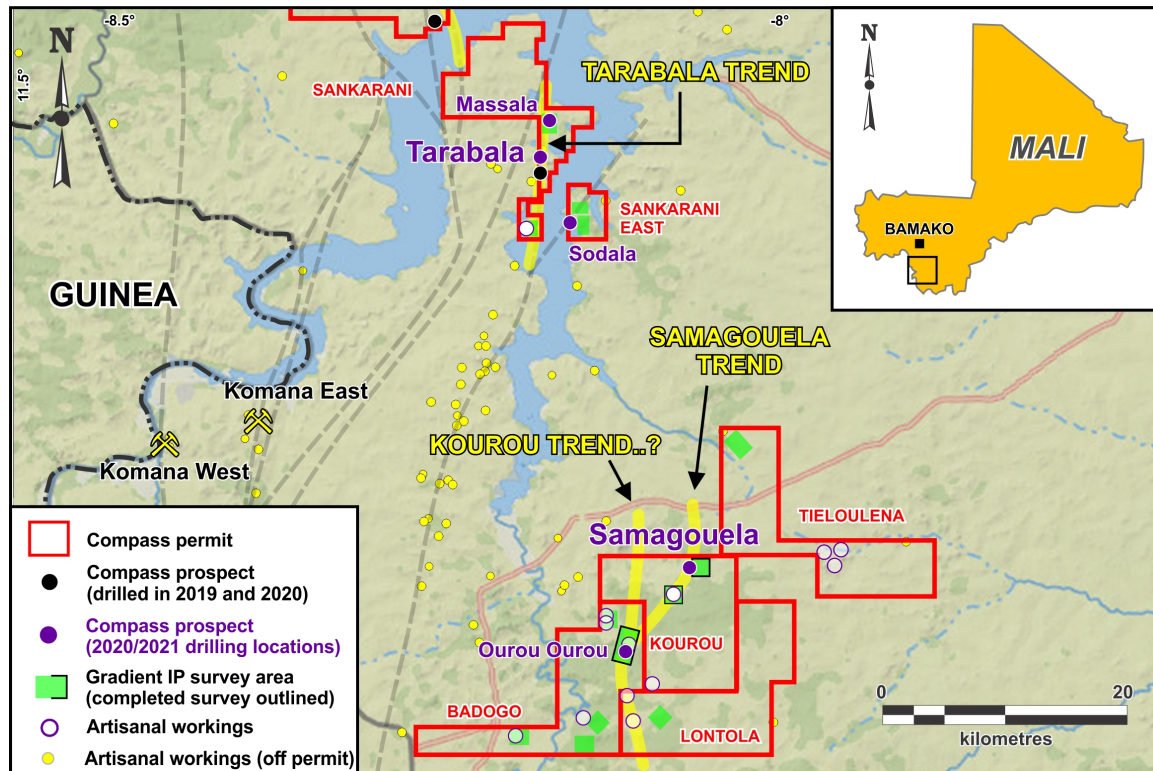 -8.5°
-8°
11.5°
N
SANKARANI
TARABALA TREND
Massala
Tarabala
SANKARANI
EAST
Sodala
GUINEA
N
MALI
BAMAKO
SAMAGOUELA
TREND
Komana East
KOUROU TREND..?
Komana West
Samagouela
TIELOULENA
Ourou Ourou
KOUROU
BADOGO
LONTOLA
0
20
kilometres
Compass permit
Compass prospect
(drilled in 2019 and 2020)
Compass prospect
(2020/2021 drilling locations)
Gradient IP survey area
(completed survey outlined)
Artisanal workings
Artisanal workings (off permit)